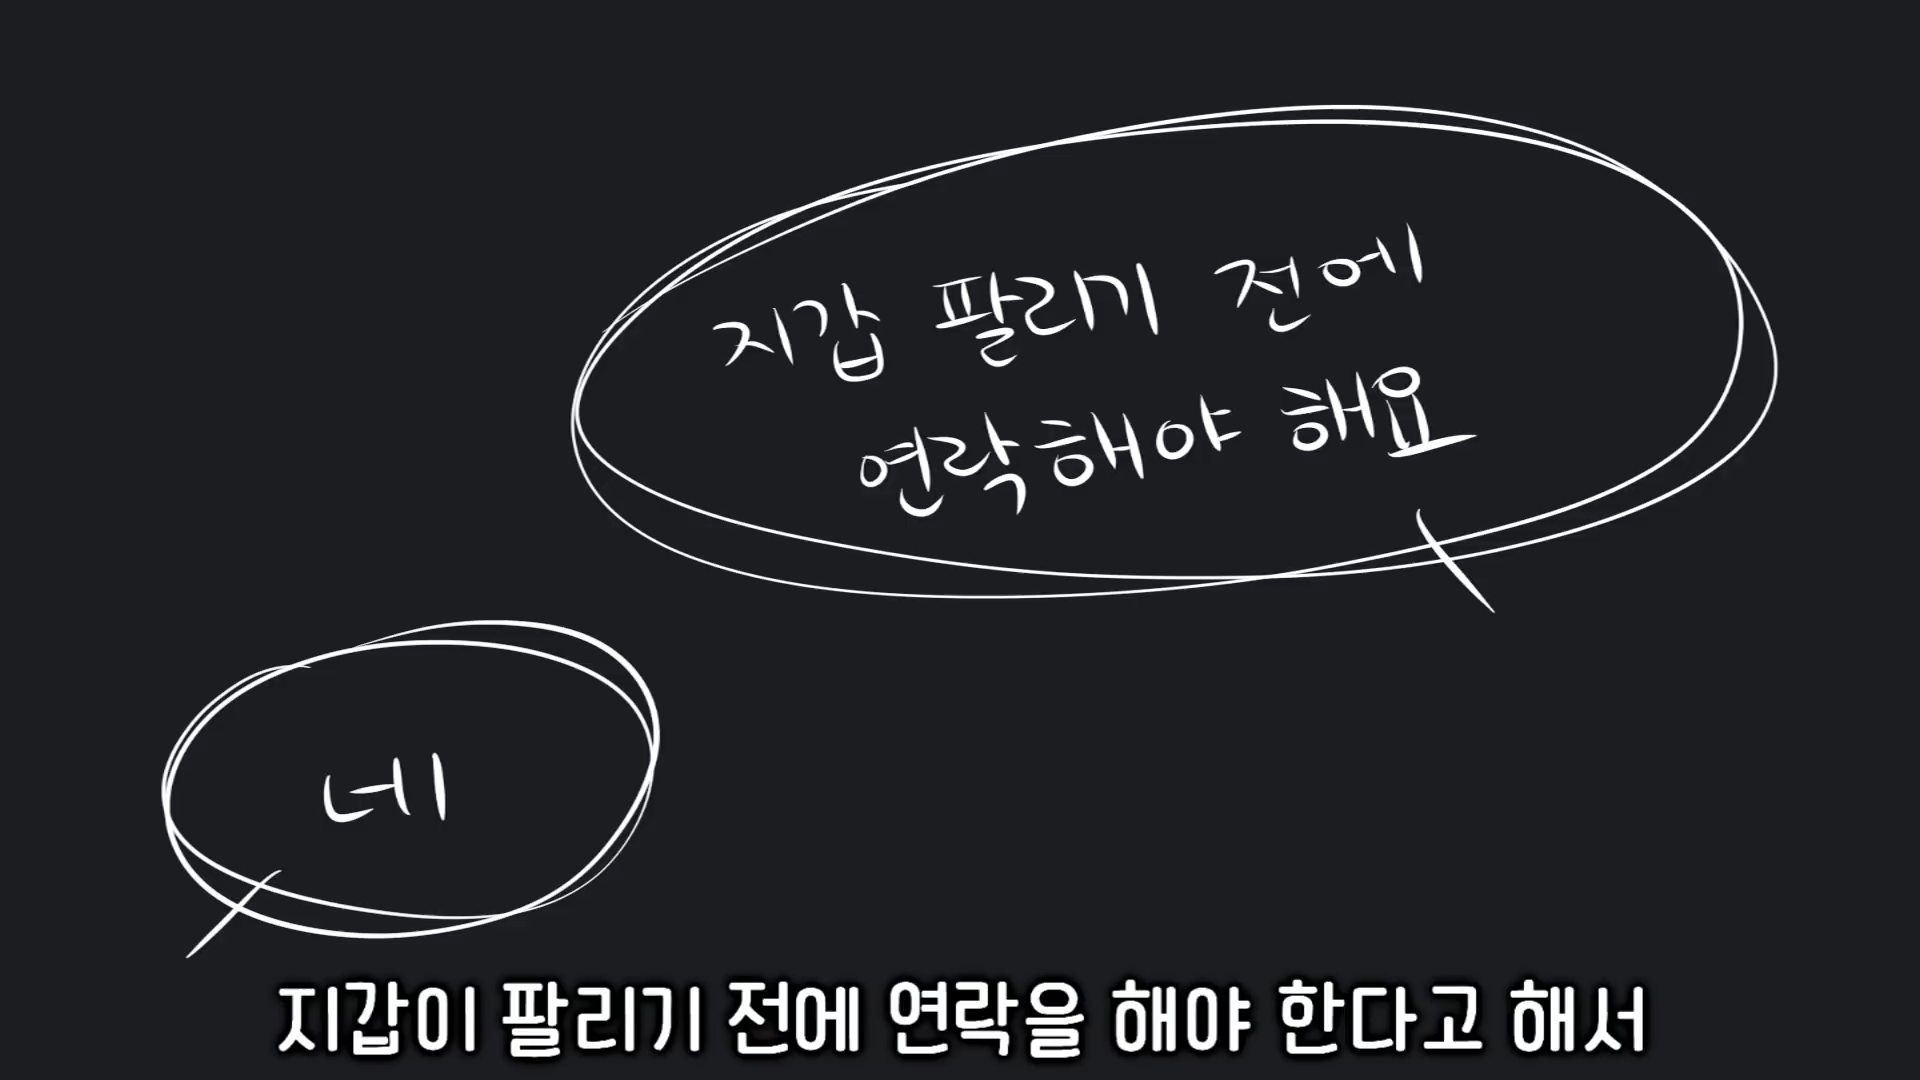 지갑 팔리기 전에
연락해야 해요
네
지갑이 팔리기 전에 연락을 해야 한다고 해서